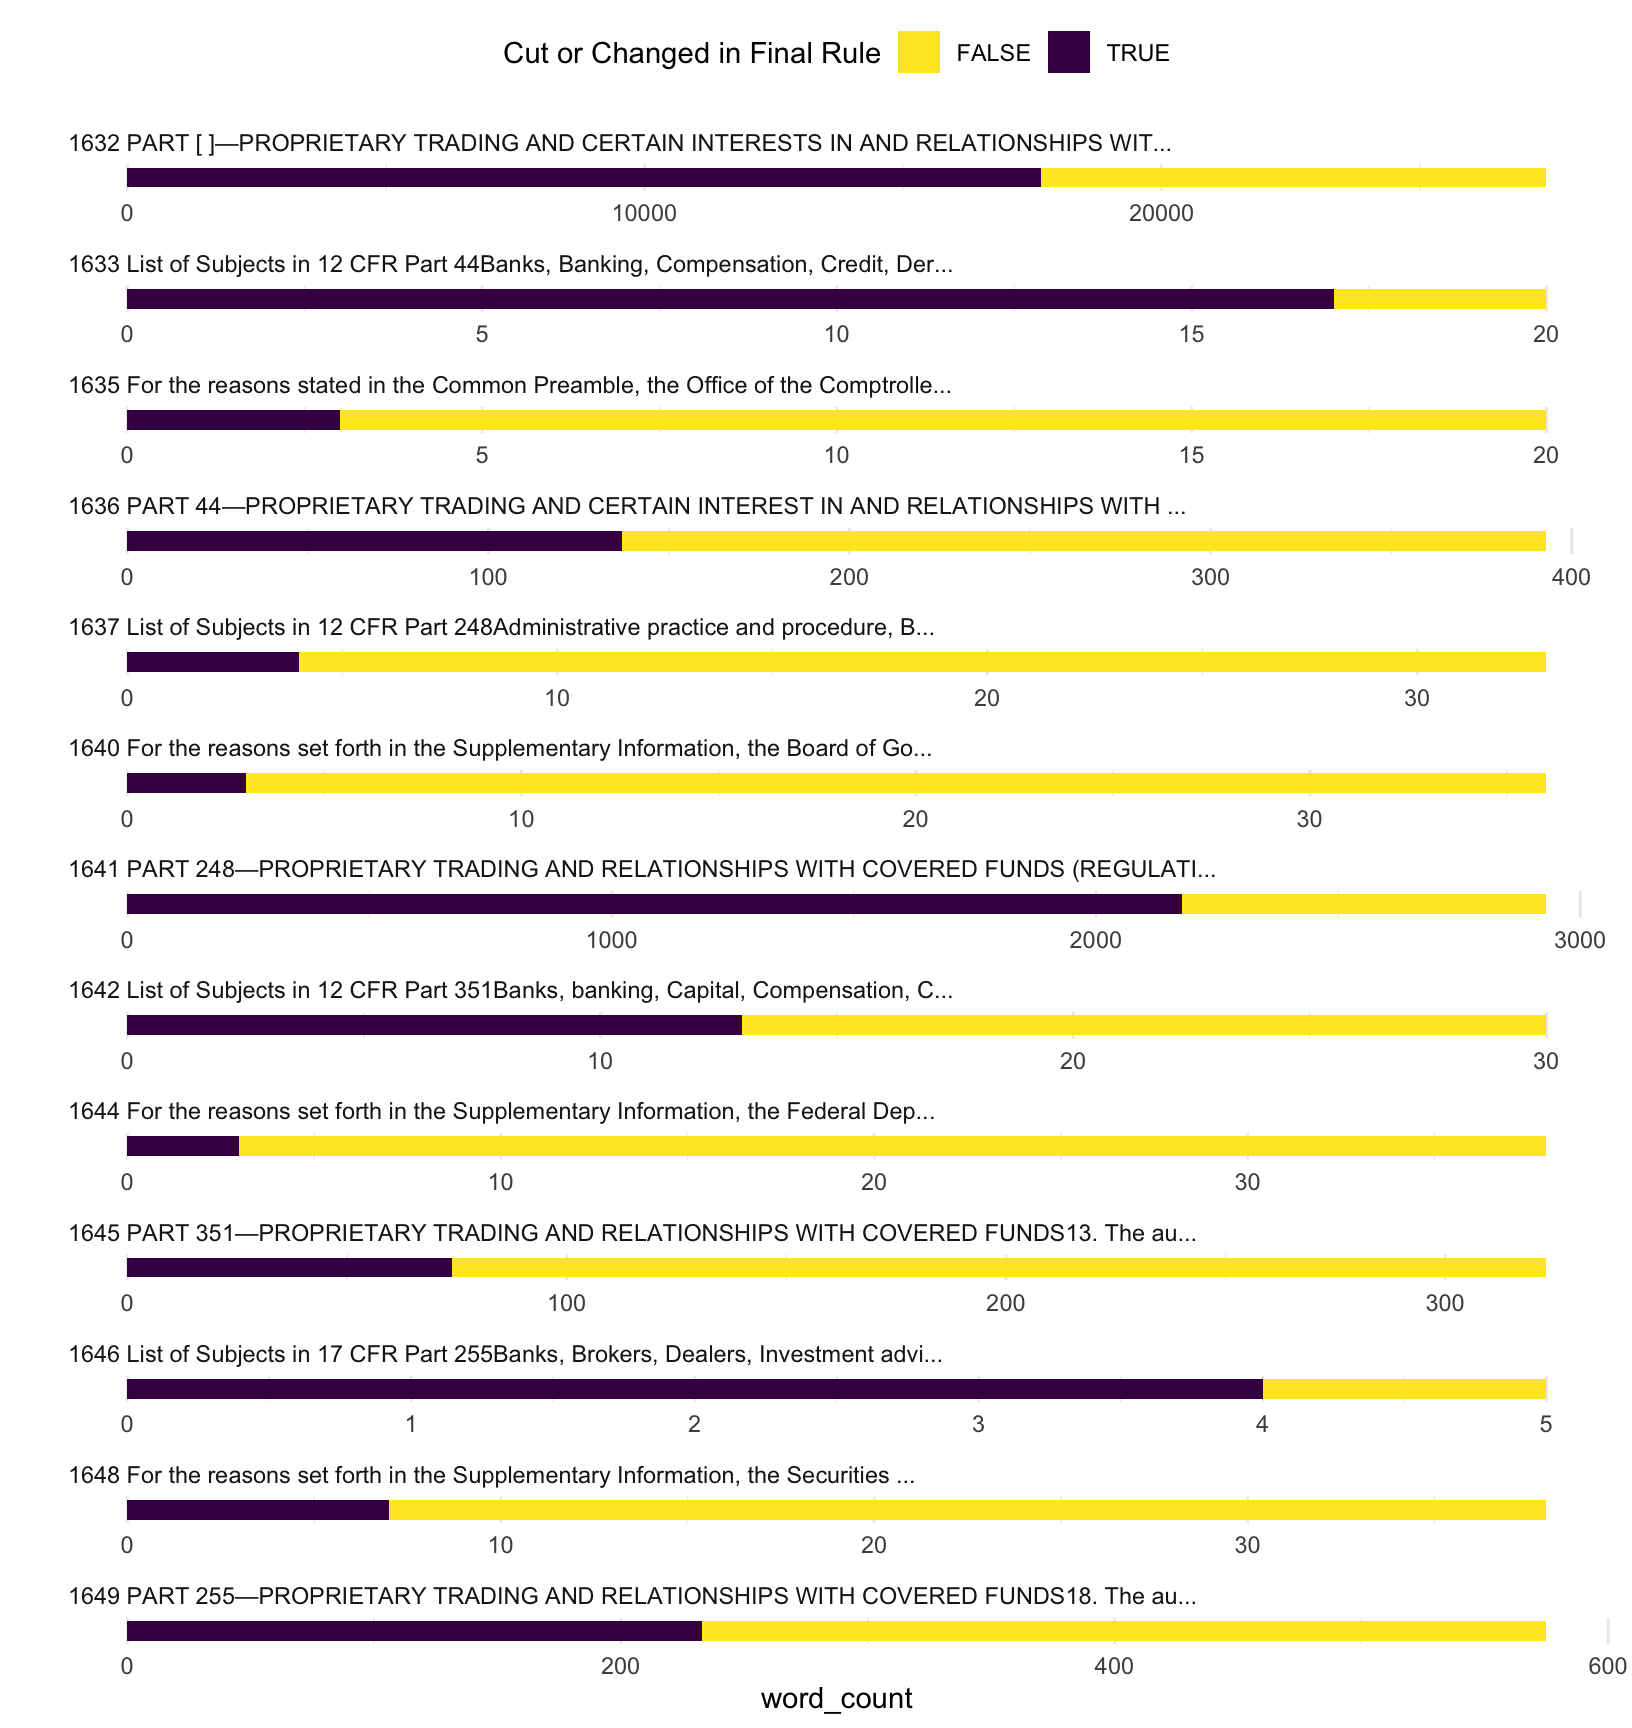 Cut or Changed in Final Rule FALSE TRUE
1632 PART [ ]—PROPRIETARY TRADING AND CERTAIN INTERESTS IN AND RELATIONSHIPS WIT...
0 10000 20000
1633 List of Subjects in 12 CFR Part 44Banks, Banking, Compensation, Credit, Der...
0 5 10 15 20
1635 For the reasons stated in the Common Preamble, the Office of the Comptrolle...
0 5 10 15 20
1636 PART 44—PROPRIETARY TRADING AND CERTAIN INTEREST IN AND RELATIONSHIPS WITH ...
0 100 200 300 400
1637 List of Subjects in 12 CFR Part 248Administrative practice and procedure, B...
0 10 20 30
1640 For the reasons set forth in the Supplementary Information, the Board of Go...
0 10 20 30
1641 PART 248—PROPRIETARY TRADING AND RELATIONSHIPS WITH COVERED FUNDS (REGULATI...
0 1000 2000 3000
1642 List of Subjects in 12 CFR Part 351Banks, banking, Capital, Compensation, C...
0 10 20 30
1644 For the reasons set forth in the Supplementary Information, the Federal Dep...
0 10 20 30
1645 PART 351—PROPRIETARY TRADING AND RELATIONSHIPS WITH COVERED FUNDS13. The au...
0 100 200 300
1646 List of Subjects in 17 CFR Part 255Banks, Brokers, Dealers, Investment advi...
0 1 2 3 4 5
1648 For the reasons set forth in the Supplementary Information, the Securities ...
0 10 20 30
1649 PART 255—PROPRIETARY TRADING AND RELATIONSHIPS WITH COVERED FUNDS18. The au...
0 200 400 600
word_count